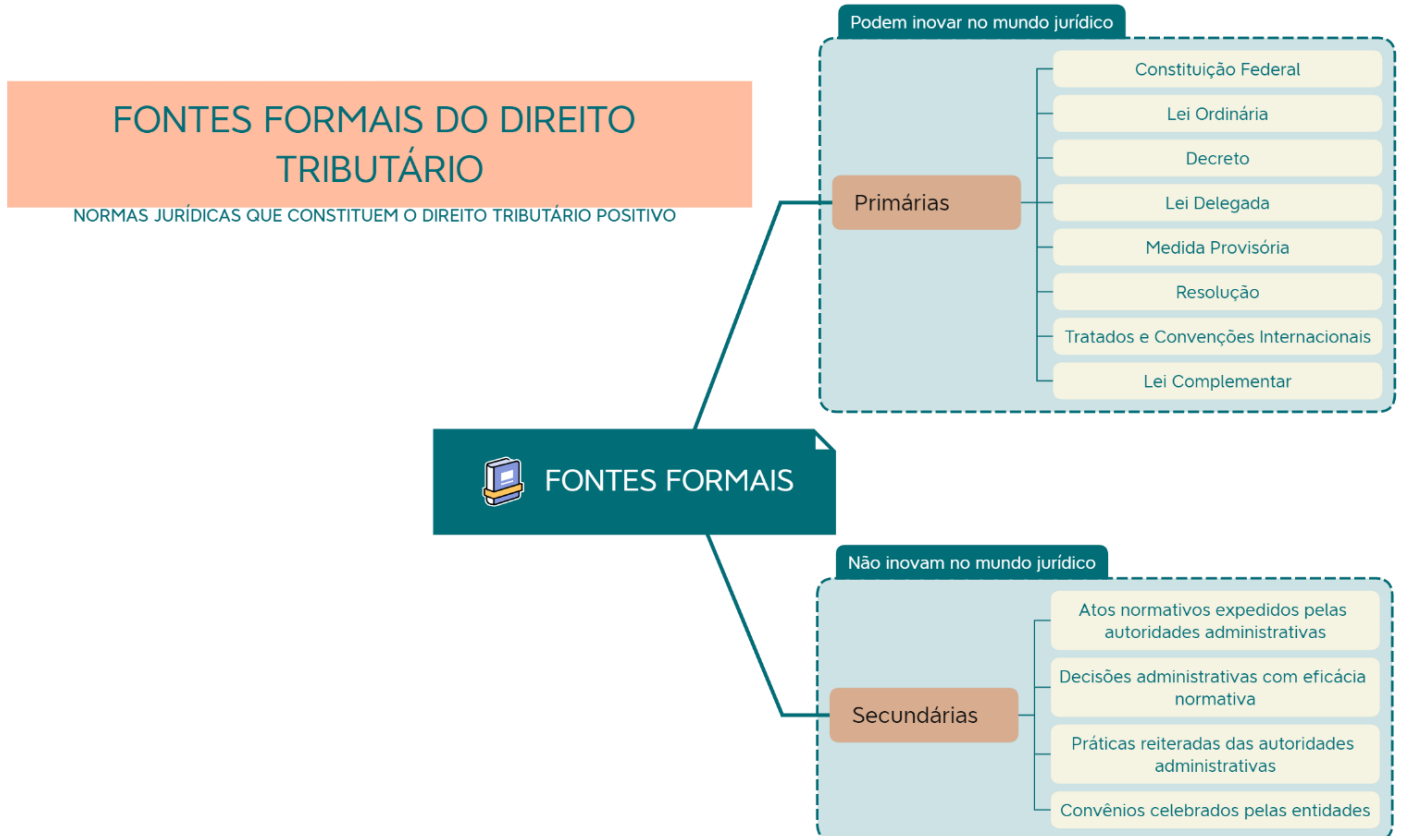 FONTES FORMAIS DO DIREITO
TRIBUTÁRIO
NORMAS JURÍDICAS QUE CONSTITUEM O DIREITO TRIBUTÁRIO POSITIVO
FONTES FORMAIS
Podem inovar no mundo jurídico
Primárias
Constituição Federal
Lei Ordinária
Decreto
Lei Delegada
Medida Provisória
Resolução
Tratados e Convenções Internacionais
Lei Complementar
Não inovam no mundo jurídico
Secundárias
Atos normativos expedidos pelas
autoridades administrativas
Decisões administrativas com eficácia
normativa
Práticas reiteradas das autoridades
administrativas
Convênios celebrados pelas entidades